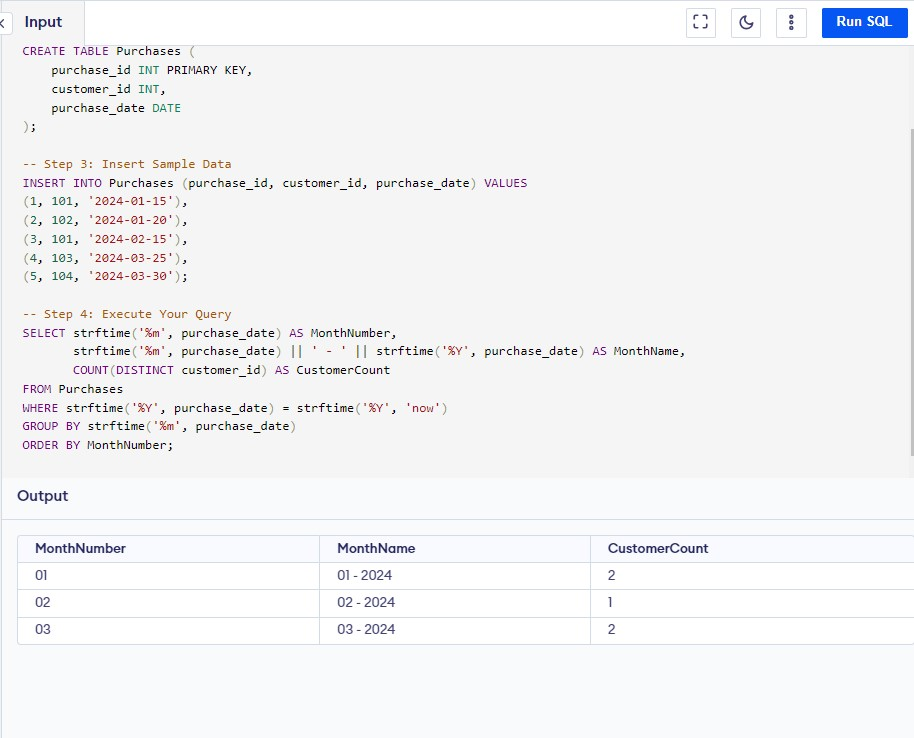 Input
Run SQL
CREATE TABLE Purchases (
    purchase_id INT PRIMARY KEY,
    customer_id INT,
    purchase_date DATE
);
-- Step 3: Insert Sample Data
INSERT INTO Purchases (purchase_id, customer_id, purchase_date) VALUES
(1, 101, '2024-01-15'),
(2, 102, '2024-01-20'),
(3, 101, '2024-02-15'),
(4, 103, '2024-03-25'),
(5, 104, '2024-03-30');
-- Step 4: Execute Your Query
SELECT strftime('%m', purchase_date) AS MonthNumber,
       strftime('%m', purchase_date) || ' - ' || strftime('%Y', purchase_date) AS MonthName,
       COUNT(DISTINCT customer_id) AS CustomerCount
FROM Purchases
WHERE strftime('%Y', purchase_date) = strftime('%Y', 'now')
GROUP BY strftime('%m', purchase_date)
ORDER BY MonthNumber;
Output
MonthNumber MonthName CustomerCount
01 01 - 2024 2
02 02 - 2024 1
03 03 - 2024 2